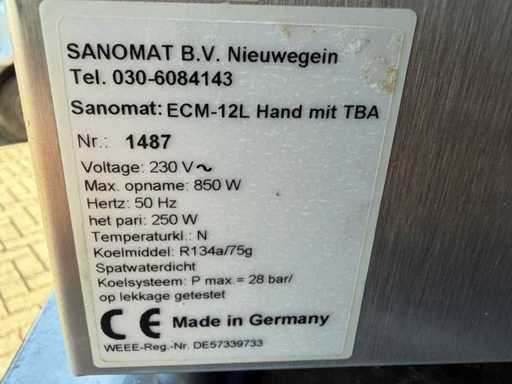 SANOMAT B.V. Nieuwegein
Tel. 030-6084143
Sanomat: ECM-12L Hand mit TBA
Nr.: 1487
Voltage: 230 V ~
Max. opname: 850 W
Hertz: 50 Hz
het pari: 250 W
Temperaturkl.: N
Koelmiddel: R134a/75g
Spatwaterdicht
Koelsysteem: P max.= 28 bar/
op lekkage getestet
CE Made in Germany
WEEE-Reg.-Nr. DE57339733